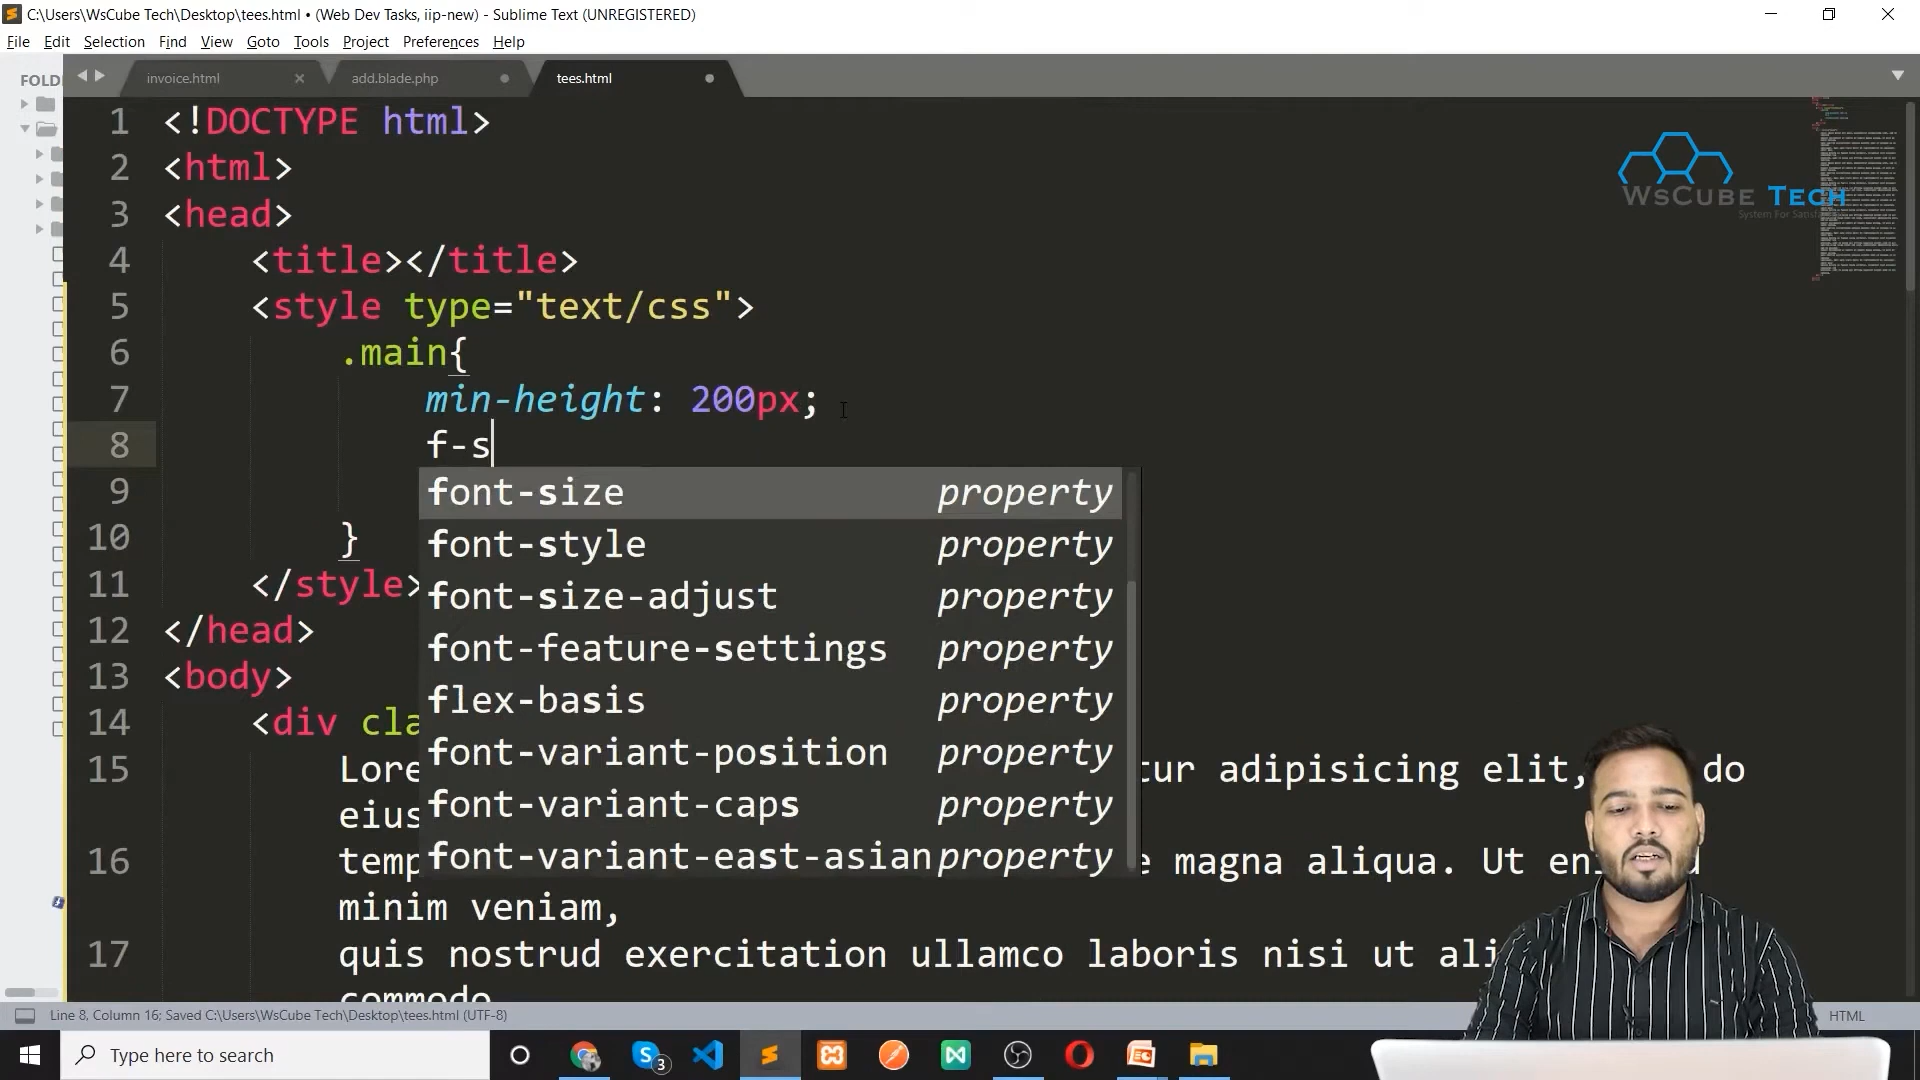 C:\Users\WsCube Tech\Desktop\tees.html • (Web Dev Tasks, iip-new) - Sublime Text (UNREGISTERED)
File Edit Selection Find View Goto Tools Project Preferences Help
FOLD
invoice.html add.blade.php tees.html
1 <!DOCTYPE html>
2 <html>
3 <head>
4 <title></title>
5 <style type="text/css">
6 .main{
7 min-height: 200px;
8 f-s
9
10 }
11 </style>
12 </head>
13 <body>
14 <div cla
15 Lore tur adipisicing elit, do
eius
16 temp e magna aliqua. Ut eni
minim veniam,
17 quis nostrud exercitation ullamco laboris nisi ut ali
commodo
font-size property
font-style property
font-size-adjust property
font-feature-settings property
flex-basis property
font-variant-position property
font-variant-caps property
font-variant-east-asian property
WsCube Tech
Line 8, Column 16; Saved C:\Users\WsCube Tech\Desktop\tees.html (UTF-8)
HTML
Type here to search
3